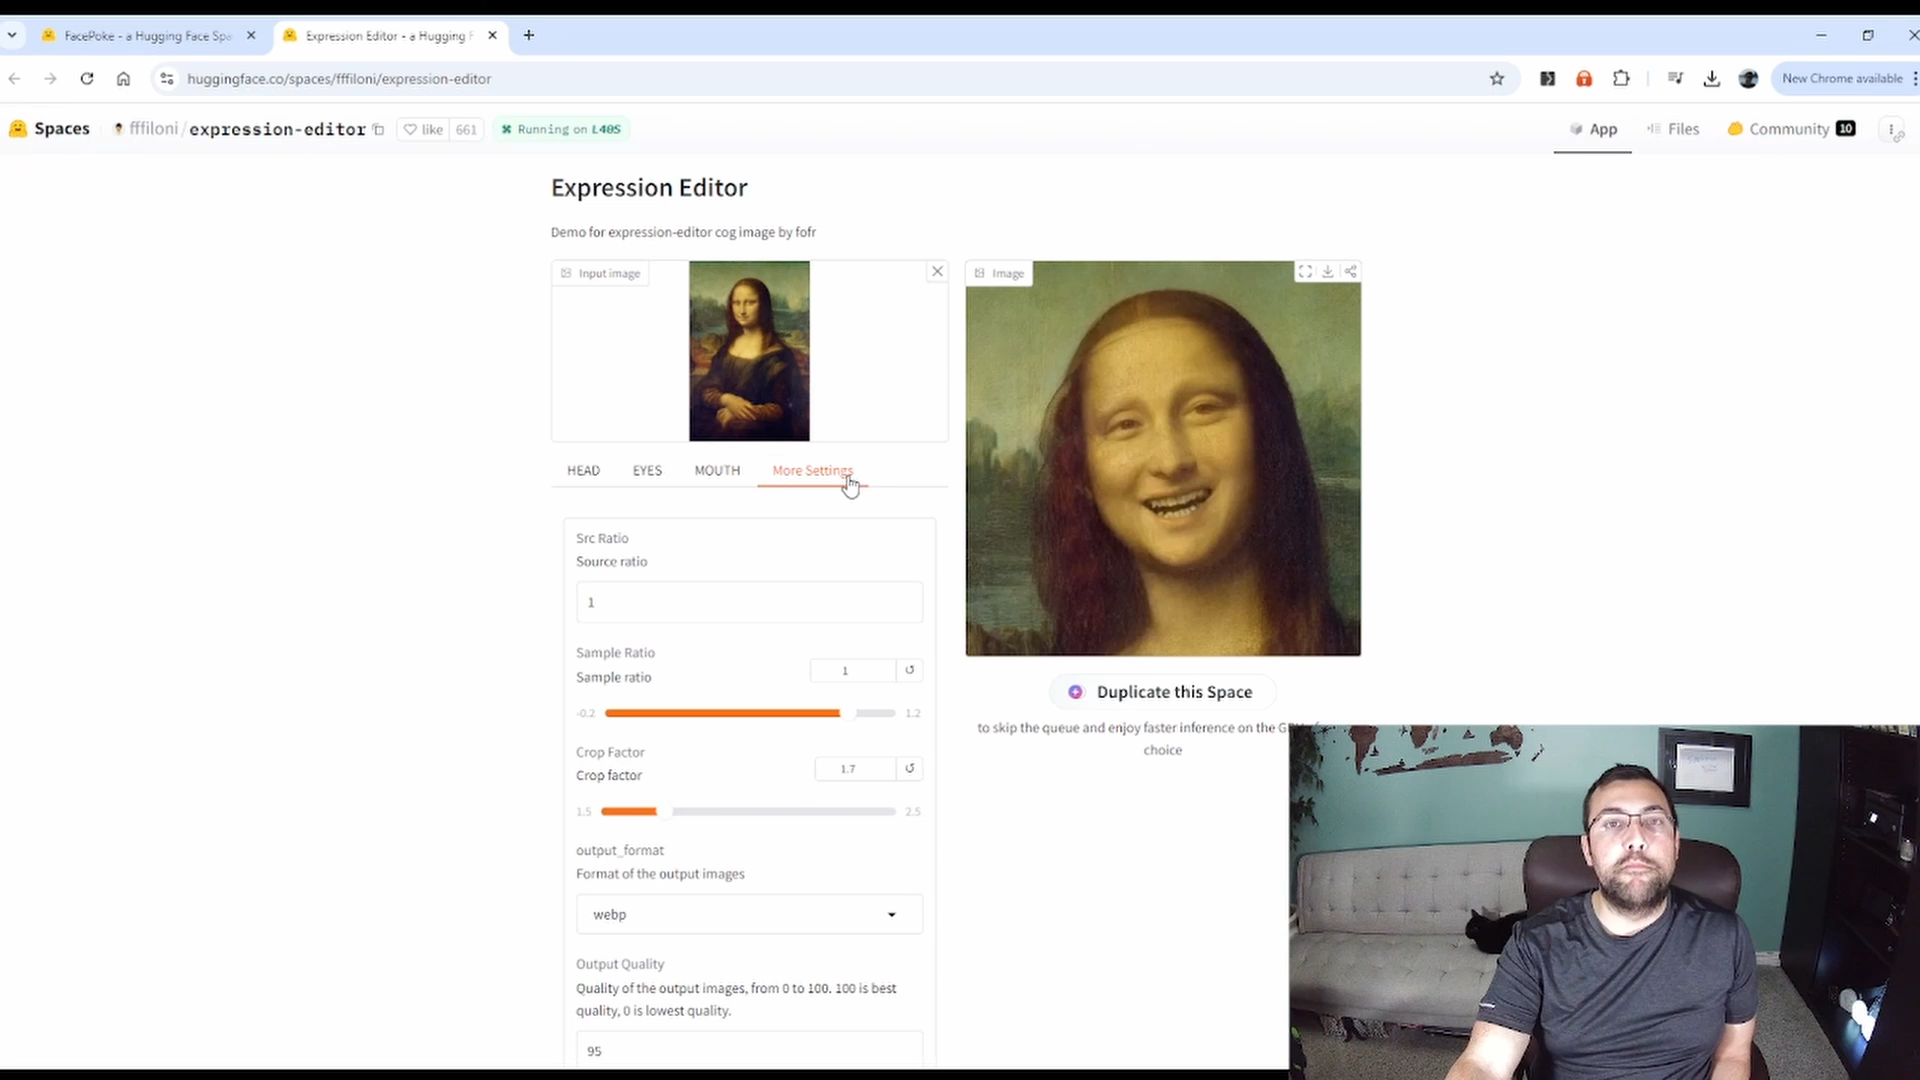 FacePoke - a Hugging Face Spa
Expression Editor - a Hugging F
huggingface.co/spaces/fffiloni/expression-editor
New Chrome available
Spaces
fffiloni/expression-editor
like 661
Running on L40S
App
Files
Community 10
Expression Editor
Demo for expression-editor cog image by fofr
Input image
Image
HEAD
EYES
MOUTH
More Settings
Src Ratio
Source ratio
1
Sample Ratio
Sample ratio
1
-0.2
1.2
Crop Factor
Crop factor
1.7
1.5
2.5
output_format
Format of the output images
webp
Output Quality
Quality of the output images, from 0 to 100. 100 is best
quality, 0 is lowest quality.
95
Duplicate this Space
to skip the queue and enjoy faster inference on the
choice